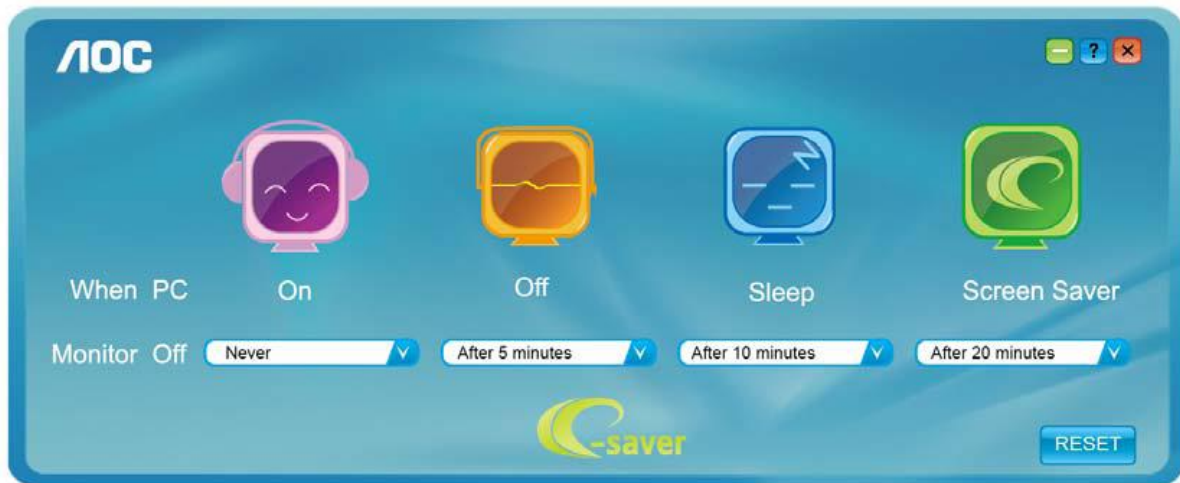 AOC
?
When PC On Off Sleep Screen Saver
Monitor Off Never After 5 minutes After 10 minutes After 20 minutes
e-saver
RESET